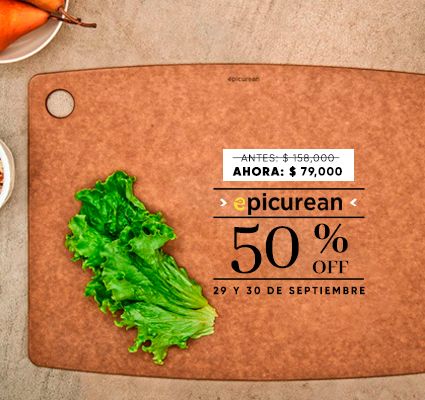 epicurean
ANTES: $ 158,000
AHORA: $ 79,000
› epicurean ‹
50 % OFF
29 Y 30 DE SEPTIEMBRE